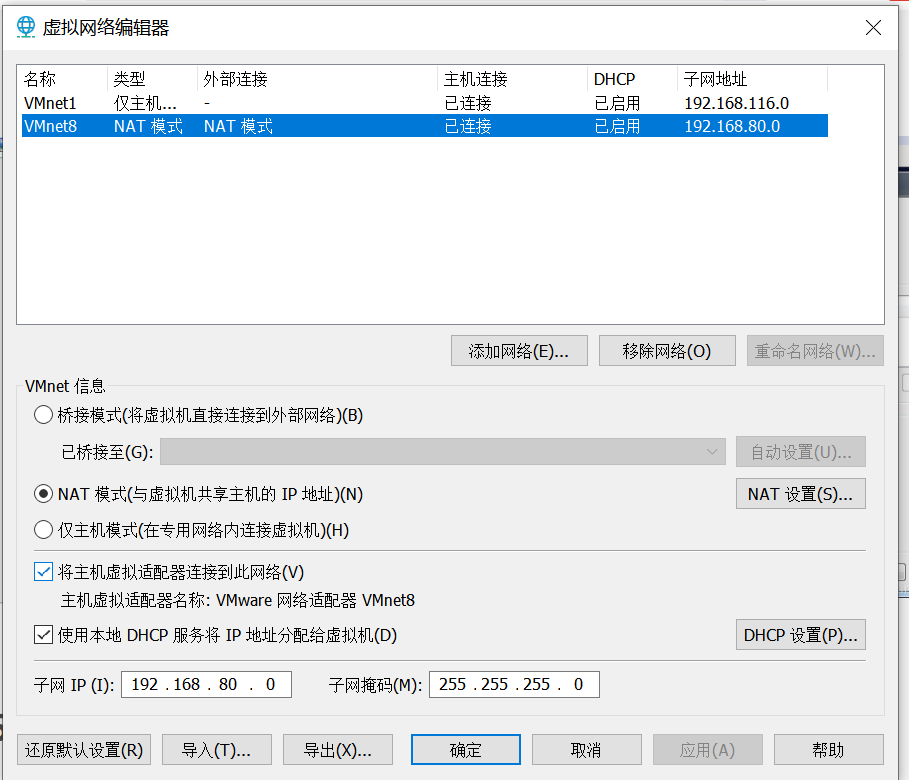 虚拟网络编辑器
名称 类型 外部连接 主机连接 DHCP 子网地址
VMnet1 仅主机... - 已连接 已启用 192.168.116.0
VMnet8 NAT 模式 NAT 模式 已连接 已启用 192.168.80.0
添加网络(E)... 移除网络(O) 重命名网络(W)...
VMnet 信息
桥接模式(将虚拟机直接连接到外部网络)(B)
已桥接至(G): 自动设置(U)...
NAT 模式(与虚拟机共享主机的 IP 地址)(N) NAT 设置(S)...
仅主机模式(在专用网络内连接虚拟机)(H)
将主机虚拟适配器连接到此网络(V)
主机虚拟适配器名称: VMware 网络适配器 VMnet8
使用本地 DHCP 服务将 IP 地址分配给虚拟机(D) DHCP 设置(P)...
子网 IP (I): 192 . 168 . 80 . 0 子网掩码(M): 255 . 255 . 255 . 0
还原默认设置(R) 导入(T)... 导出(X)... 确定 取消 应用(A) 帮助